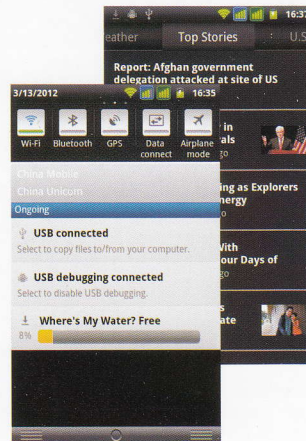 16:37
eather
Top Stories
U.S
Report: Afghan government
delegation attacked at site of US
in
als
go
ing as Explorers
nergy
o
With
our Days of
go
s
ate
3/13/2012
16:35
Wi-Fi
Bluetooth
GPS
Data
connect
Airplane
mode
China Mobile
China Unicom
Ongoing
USB connected
Select to copy files to/from your computer.
USB debugging connected
Select to disable USB debugging.
Where's My Water? Free
8%